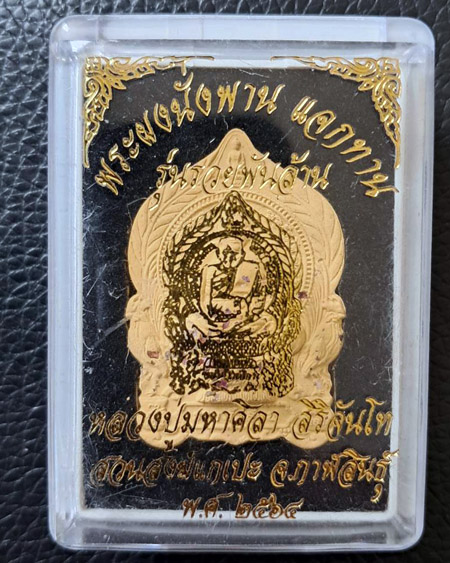 พระผงนั่งพาน แจกทาน
รุ่นรวยพันล้าน
หลวงปู่มหาศิลา สิริจันโท
สวนสงฆ์แกเปะ จ.กาฬสินธุ์
พ.ศ. ๒๕๖๔